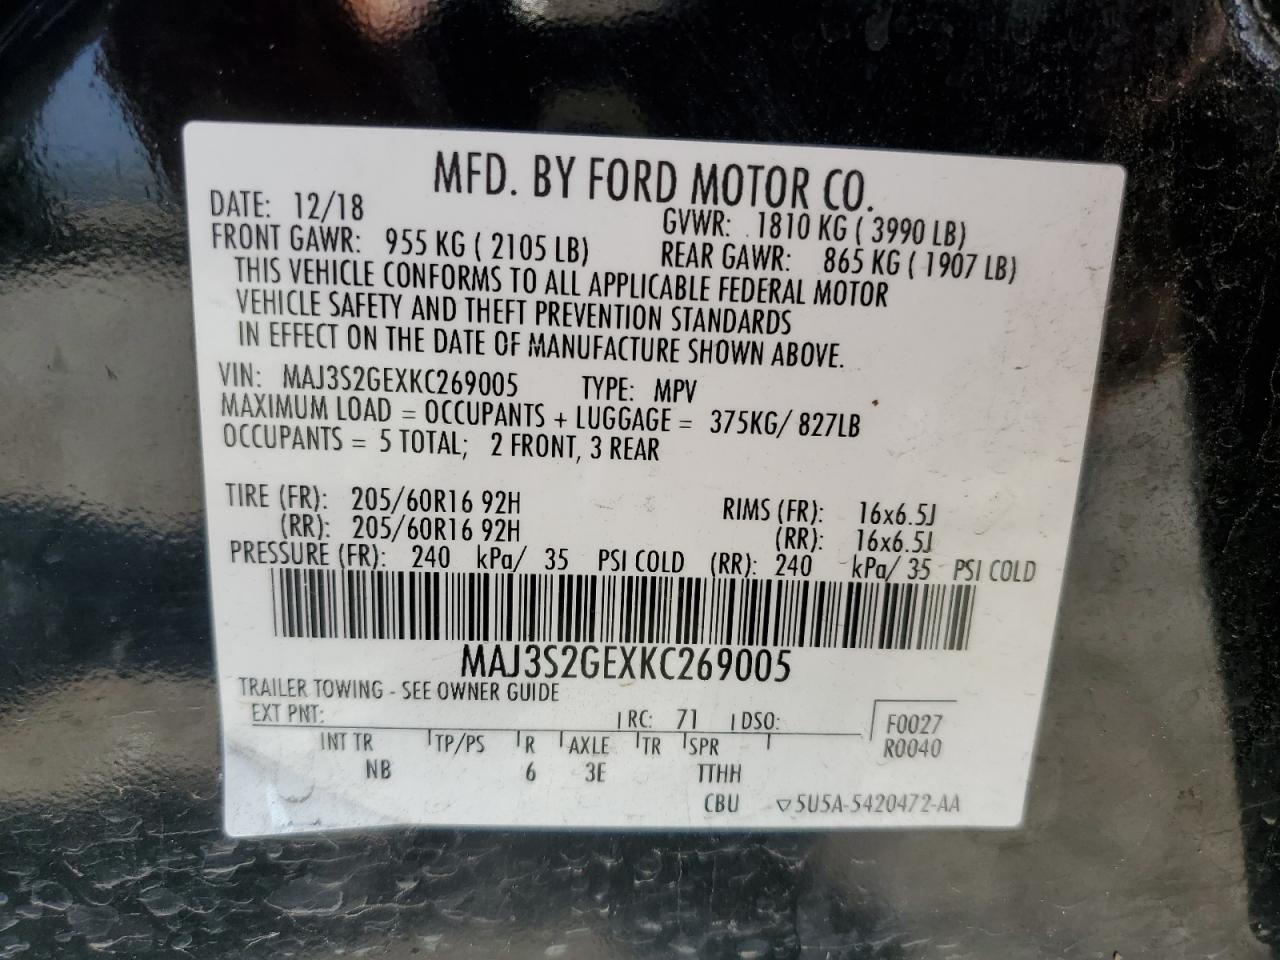 MFD. BY FORD MOTOR CO.
DATE: 12/18 GVWR: 1810 KG ( 3990 LB)
FRONT GAWR: 955 KG ( 2105 LB) REAR GAWR: 865 KG ( 1907 LB)
THIS VEHICLE CONFORMS TO ALL APPLICABLE FEDERAL MOTOR
VEHICLE SAFETY AND THEFT PREVENTION STANDARDS
IN EFFECT ON THE DATE OF MANUFACTURE SHOWN ABOVE.
VIN: MAJ3S2GEXKC269005 TYPE: MPV
MAXIMUM LOAD = OCCUPANTS + LUGGAGE = 375KG/ 827LB
OCCUPANTS = 5 TOTAL; 2 FRONT, 3 REAR
TIRE (FR): 205/60R16 92H RIMS (FR): 16x6.5J
(RR): 205/60R16 92H (RR): 16x6.5J
PRESSURE (FR): 240 kPa/ 35 PSI COLD (RR): 240 kPa/ 35 PSI COLD
MAJ3S2GEXKC269005
TRAILER TOWING - SEE OWNER GUIDE
EXT PNT: RC: 71 DSO: F0027
INT TR TP/PS R AXLE TR SPR R0040
NB 6 3E TTHH
CBU ▽5U5A-5420472-AA